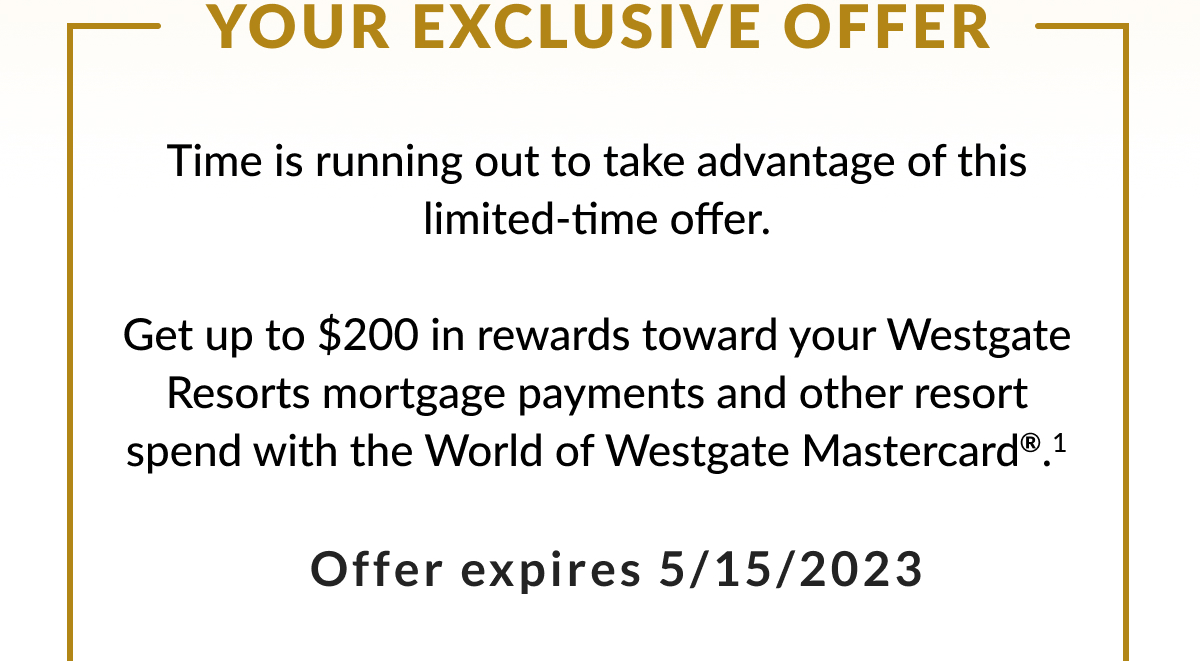 YOUR EXCLUSIVE OFFER
Time is running out to take advantage of this
limited-time offer.
Get up to $200 in rewards toward your Westgate
Resorts mortgage payments and other resort
spend with the World of Westgate Mastercard®.¹
Offer expires 5/15/2023